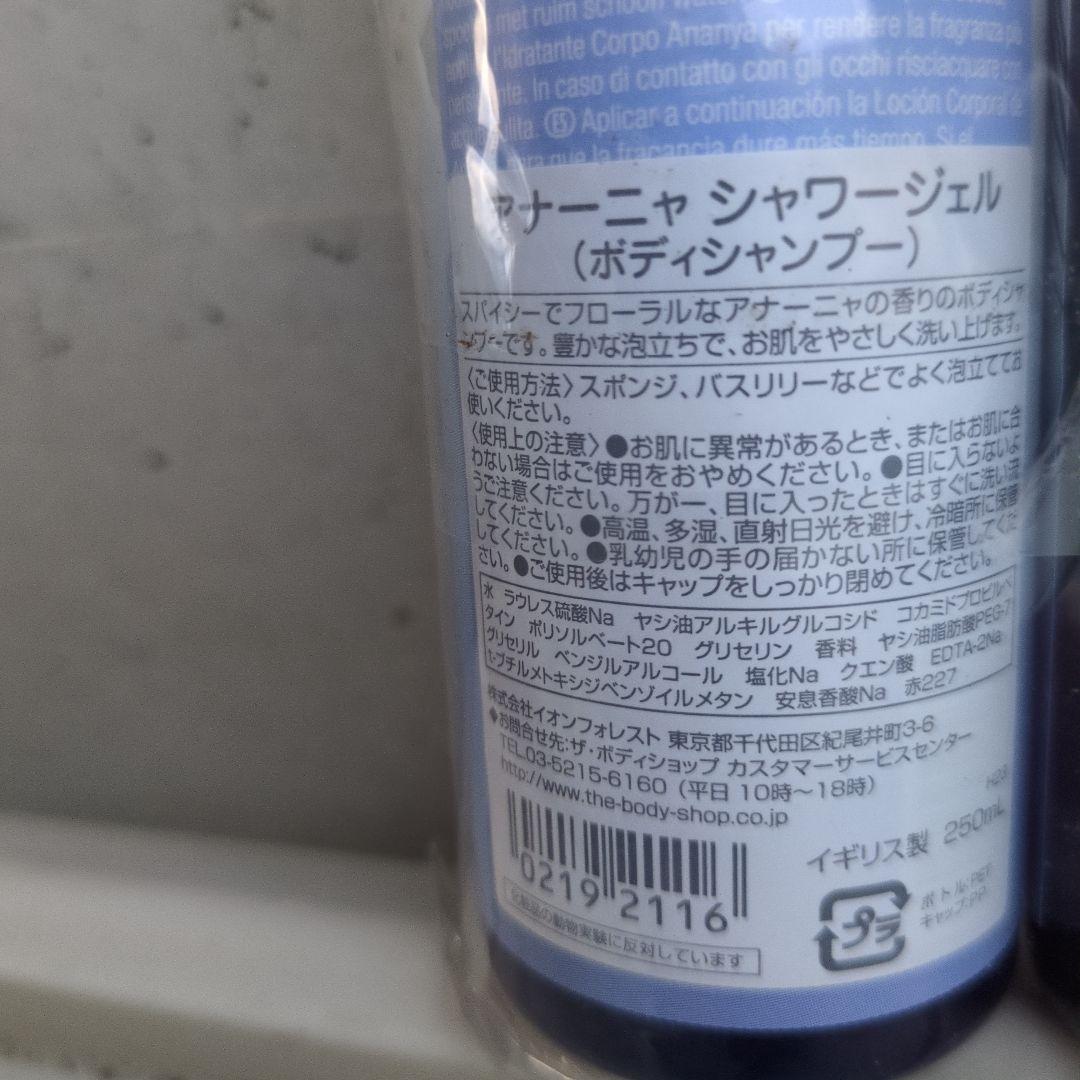 met ruim schoon water
l'Idratante Corpo Ananya per rendere la fragranza più
In caso di contatto con gli occhi risciacquare con
ES Aplicar a continuación la Loción Corporal de
para que la fragancia dure más tiempo. Si el
アナーニャ シャワージェル
(ボディシャンプー)
スパイシーでフローラルなアナーニャの香りのボディシャ
ンプーです。豊かな泡立ちで、お肌をやさしく洗い上げます。
〈ご使用方法〉スポンジ、バスリリーなどでよく泡立ててお
使いください。
〈使用上の注意〉●お肌に異常があるとき、またはお肌に合
わない場合はご使用をおやめください。●目に入らないよ
うご注意ください。万が一、目に入ったときはすぐに洗い流
してください。●高温、多湿、直射日光を避け、冷暗所に保管
してください。●乳幼児の手の届かない所に保管してくだ
さい。●ご使用後はキャップをしっかり閉めてください。
水 ラウレス硫酸Na ヤシ油アルキルグルコシド コカミドプロピルベ
タイン ポリソルベート20 グリセリン 香料 ヤシ油脂肪酸PEG-7
グリセリル ベンジルアルコール 塩化Na クエン酸 EDTA-2Na
t-ブチルメトキシジベンゾイルメタン 安息香酸Na 赤227
株式会社イオンフォレスト 東京都千代田区紀尾井町3-6
◆お問合せ先:ザ・ボディショップ カスタマーサービスセンター
TEL.03-5215-6160 (平日 10時〜18時)
http://www.the-body-shop.co.jp
H23
イギリス製 250mL
0219 2116
プラ
ボトル:PET
キャップ:PP
化粧品の動物実験に反対しています